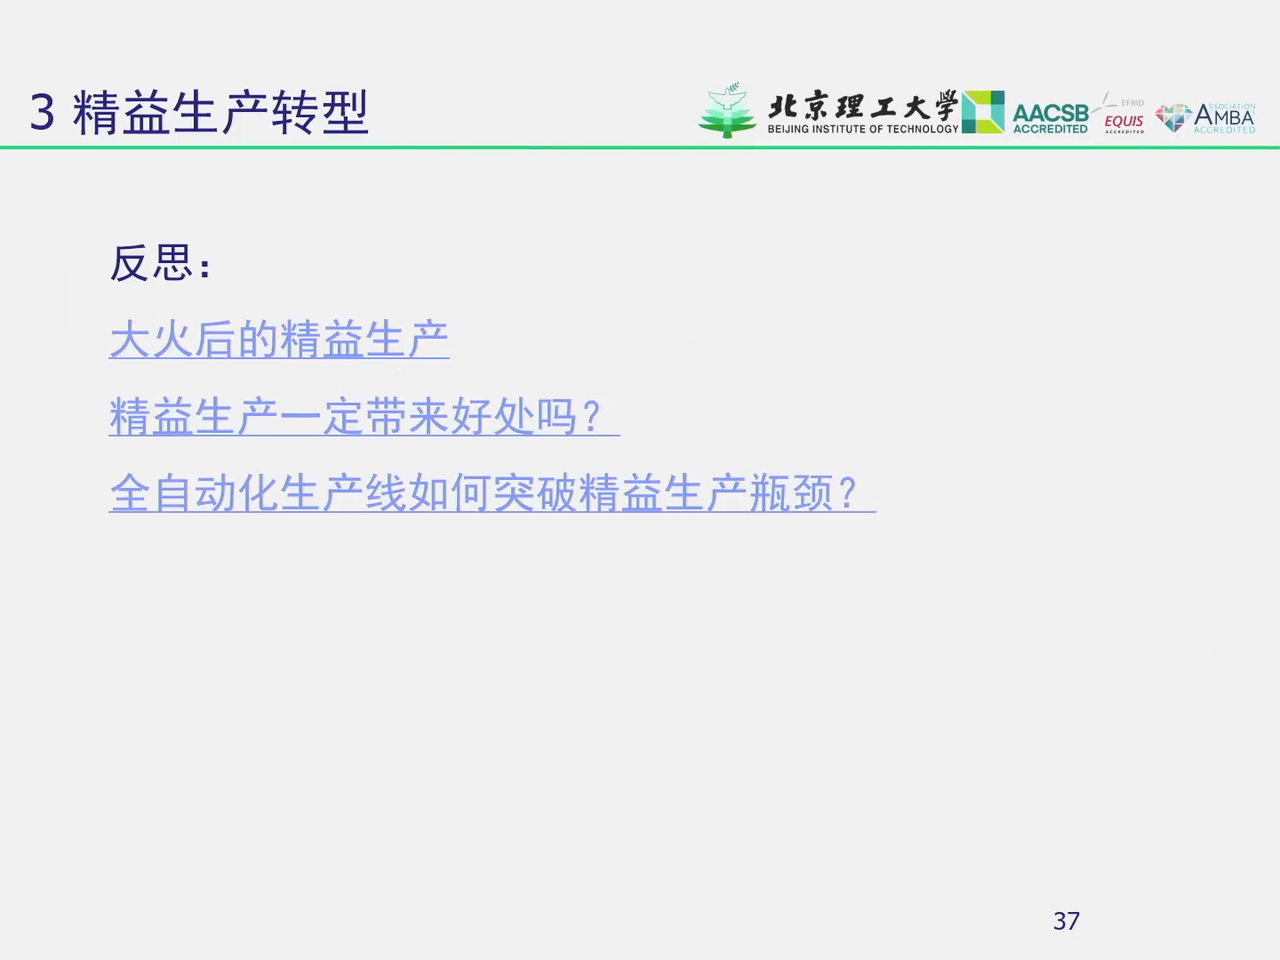 3 精益生产转型
北京理工大学
BEIJING INSTITUTE OF TECHNOLOGY
AACSB
ACCREDITED
EFMD
EQUIS
ACCREDITED
ASSOCIATION
AMBA
ACCREDITED
反思：
大火后的精益生产
精益生产一定带来好处吗？
全自动化生产线如何突破精益生产瓶颈？
37